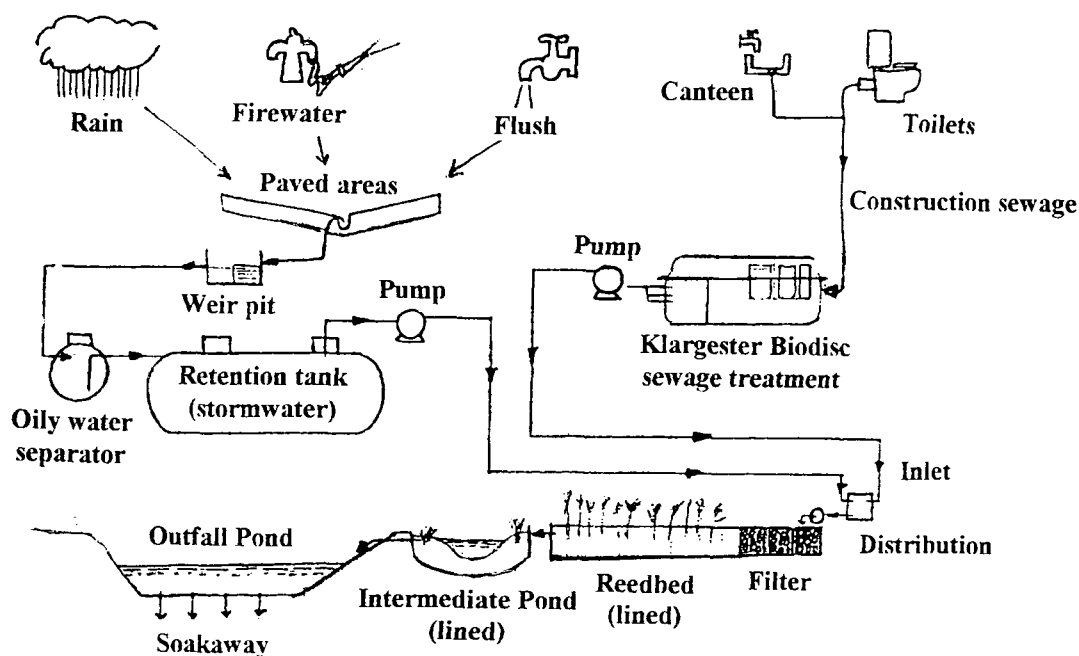 Rain
Firewater
Flush
Canteen
Toilets
Paved areas
Construction sewage
Weir pit
Pump
Pump
Klargester Biodisc
sewage treatment
Retention tank
(stormwater)
Oily water
separator
Inlet
Distribution
Outfall Pond
Intermediate Pond
(lined)
Reedbed
(lined)
Filter
Soakaway